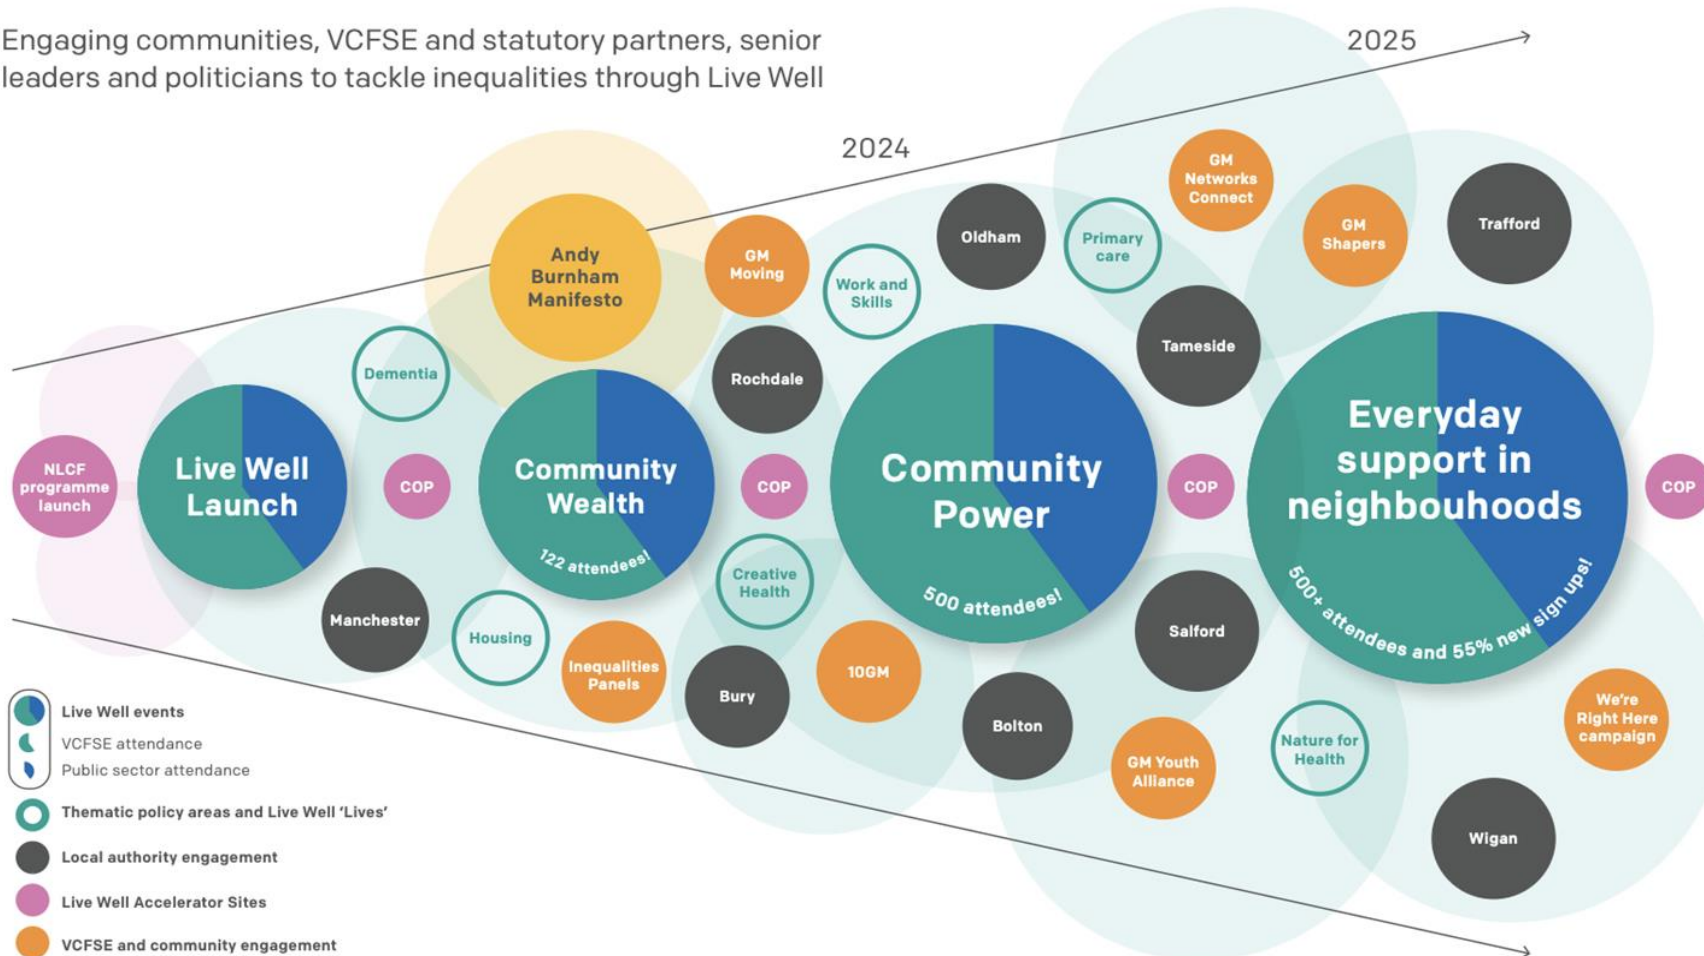 Engaging communities, VCFSE and statutory partners, senior
leaders and politicians to tackle inequalities through Live Well
2024
2025
NLCF
programme
launch
Live Well
Launch
Dementia
COP
Manchester
Andy
Burnham
Manifesto
Community
Wealth
122 attendees!
Housing
Inequalities
Panels
GM
Moving
Rochdale
COP
Creative
Health
Bury
Work and
Skills
10GM
Oldham
Community
Power
500 attendees!
Bolton
Primary
care
GM
Networks
Connect
Tameside
COP
Salford
GM Youth
Alliance
GM
Shapers
Trafford
Everyday
support in
neighbouhoods
500+ attendees and 55% new sign ups!
Nature for
Health
We're
Right Here
campaign
Wigan
COP
Live Well events
VCFSE attendance
Public sector attendance
Thematic policy areas and Live Well ‘Lives’
Local authority engagement
Live Well Accelerator Sites
VCFSE and community engagement